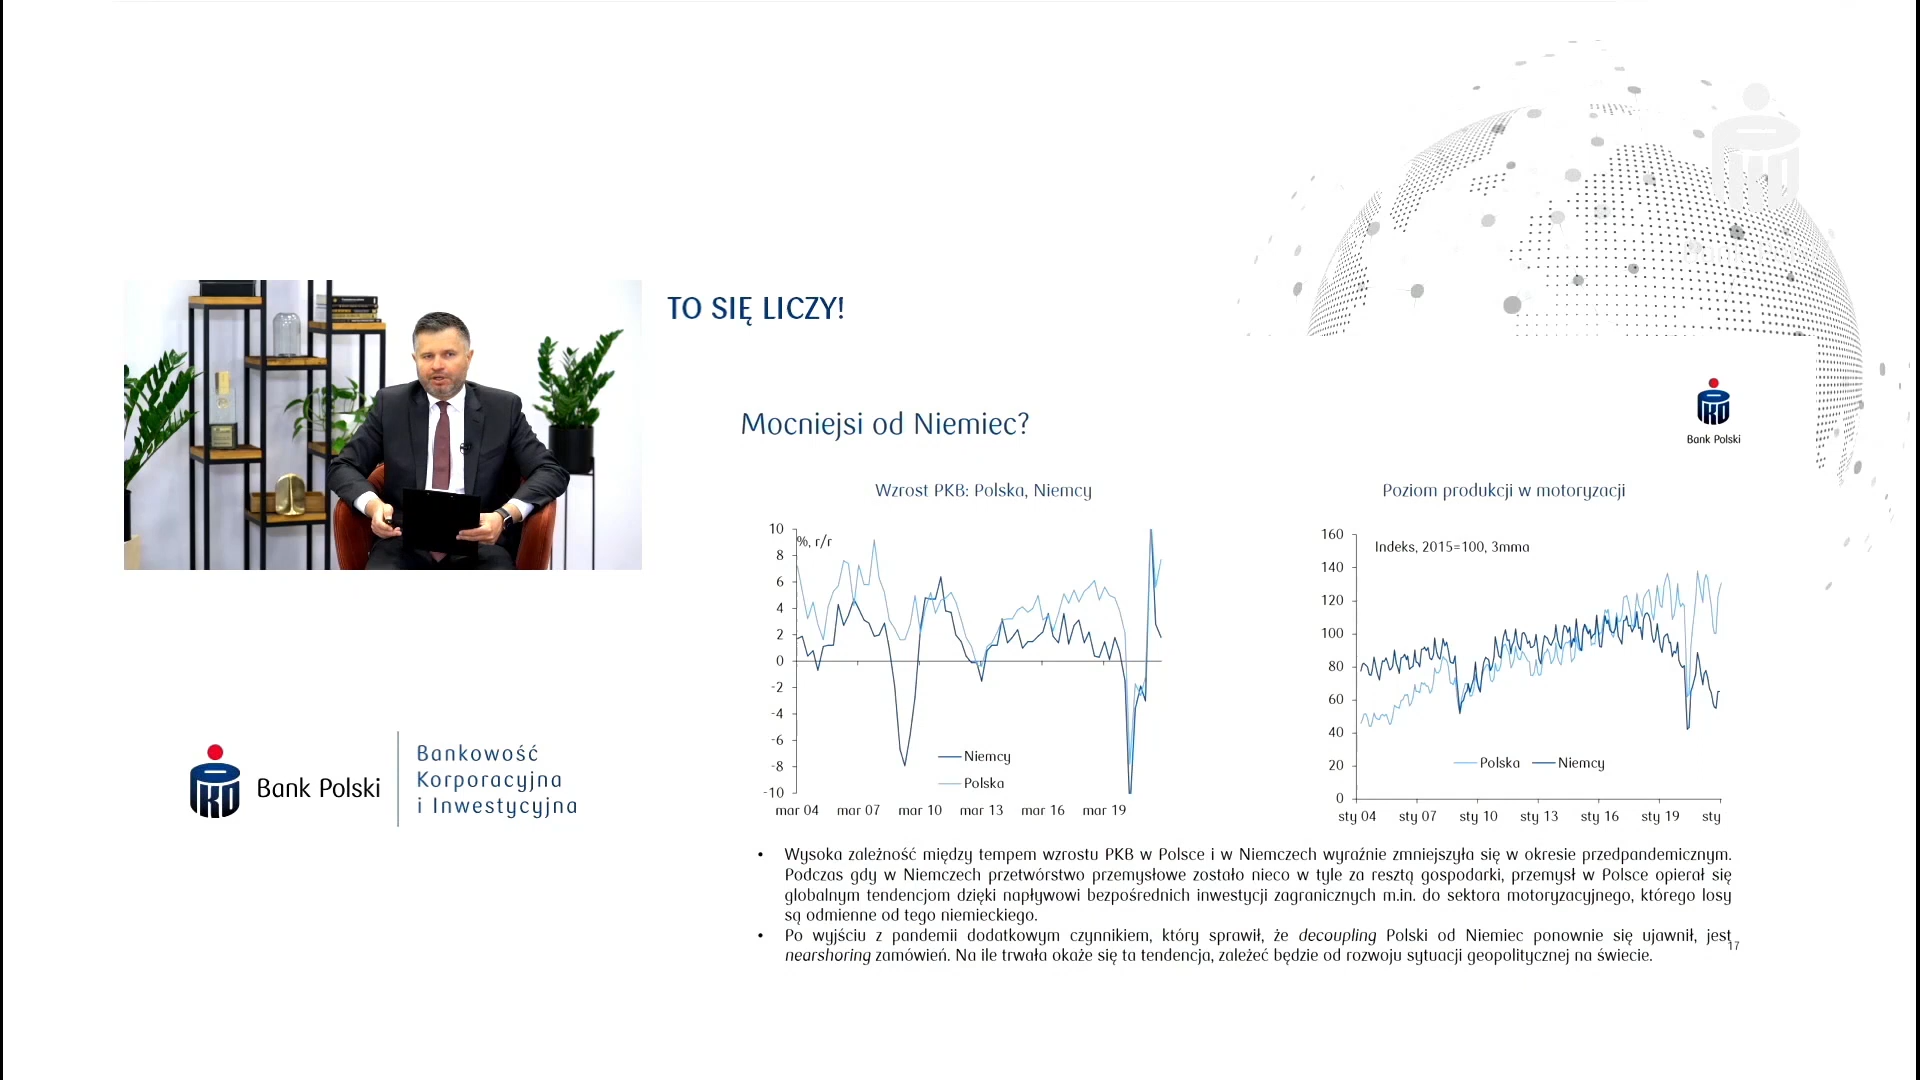 TO SIĘ LICZY!
Mocniejsi od Niemiec?
Bank Polski
Wzrost PKB: Polska, Niemcy
%, r/r
10
8
6
4
2
0
-2
-4
-6
-8
-10
Niemcy
Polska
mar 04 mar 07 mar 10 mar 13 mar 16 mar 19
Poziom produkcji w motoryzacji
Indeks, 2015=100, 3mma
160
140
120
100
80
60
40
20
0
Polska Niemcy
sty 04 sty 07 sty 10 sty 13 sty 16 sty 19 sty
• Wysoka zależność między tempem wzrostu PKB w Polsce i w Niemczech wyraźnie zmniejszyła się w okresie przedpandemicznym.
Podczas gdy w Niemczech przetwórstwo przemysłowe zostało nieco w tyle za resztą gospodarki, przemysł w Polsce opierał się
globalnym tendencjom dzięki napływowi bezpośrednich inwestycji zagranicznych m.in. do sektora motoryzacyjnego, którego losy
są odmienne od tego niemieckiego.
• Po wyjściu z pandemii dodatkowym czynnikiem, który sprawił, że decoupling Polski od Niemiec ponownie się ujawnił, jest
nearshoring zamówień. Na ile trwała okaże się ta tendencja, zależeć będzie od rozwoju sytuacji geopolitycznej na świecie.
17
Bank Polski
Bankowość
Korporacyjna
i Inwestycyjna